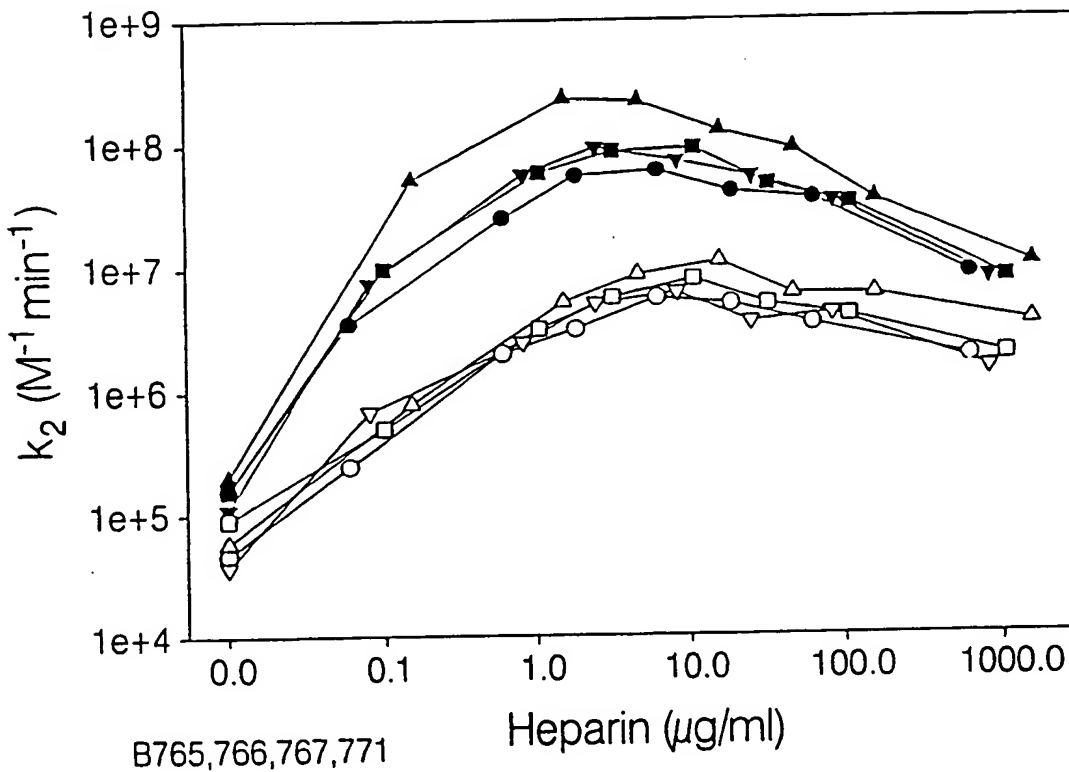 1e+9
1e+8
1e+7
1e+6
1e+5
1e+4
k₂ (M⁻¹ min⁻¹)
0.0 0.1 1.0 10.0 100.0 1000.0
Heparin (µg/ml)
B765,766,767,771